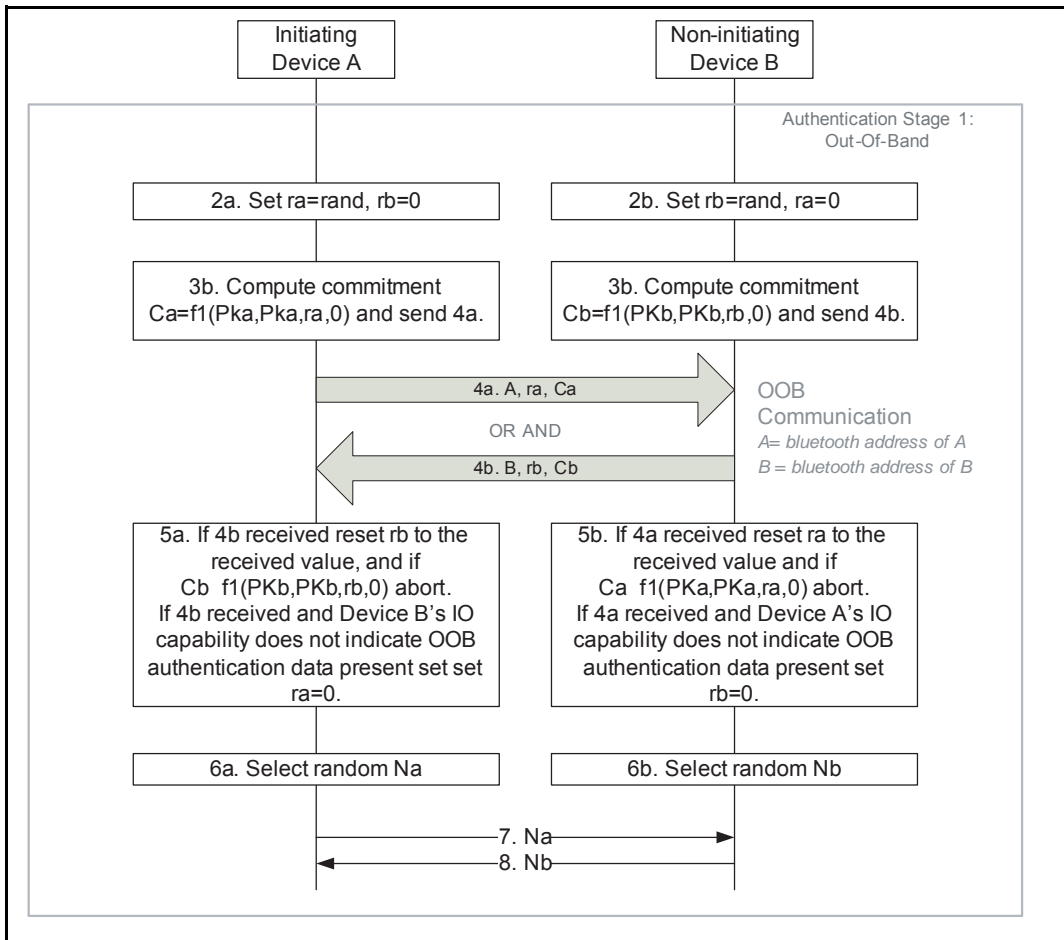 Initiating
Device A
Non-initiating
Device B
Authentication Stage 1:
Out-Of-Band
2a. Set ra=rand, rb=0
2b. Set rb=rand, ra=0
3b. Compute commitment
Ca=f1(Pka,Pka,ra,0) and send 4a.
3b. Compute commitment
Cb=f1(PKb,PKb,rb,0) and send 4b.
4a. A, ra, Ca
OR AND
4b. B, rb, Cb
OOB
Communication
A= bluetooth address of A
B = bluetooth address of B
5a. If 4b received reset rb to the
received value, and if
Cb f1(PKb,PKb,rb,0) abort.
If 4b received and Device B’s IO
capability does not indicate OOB
authentication data present set set
ra=0.
5b. If 4a received reset ra to the
received value and if
Ca f1(PKa,PKa,ra,0) abort.
If 4a received and Device A’s IO
capability does not indicate OOB
authentication data present set
rb=0.
6a. Select random Na
6b. Select random Nb
7. Na
8. Nb